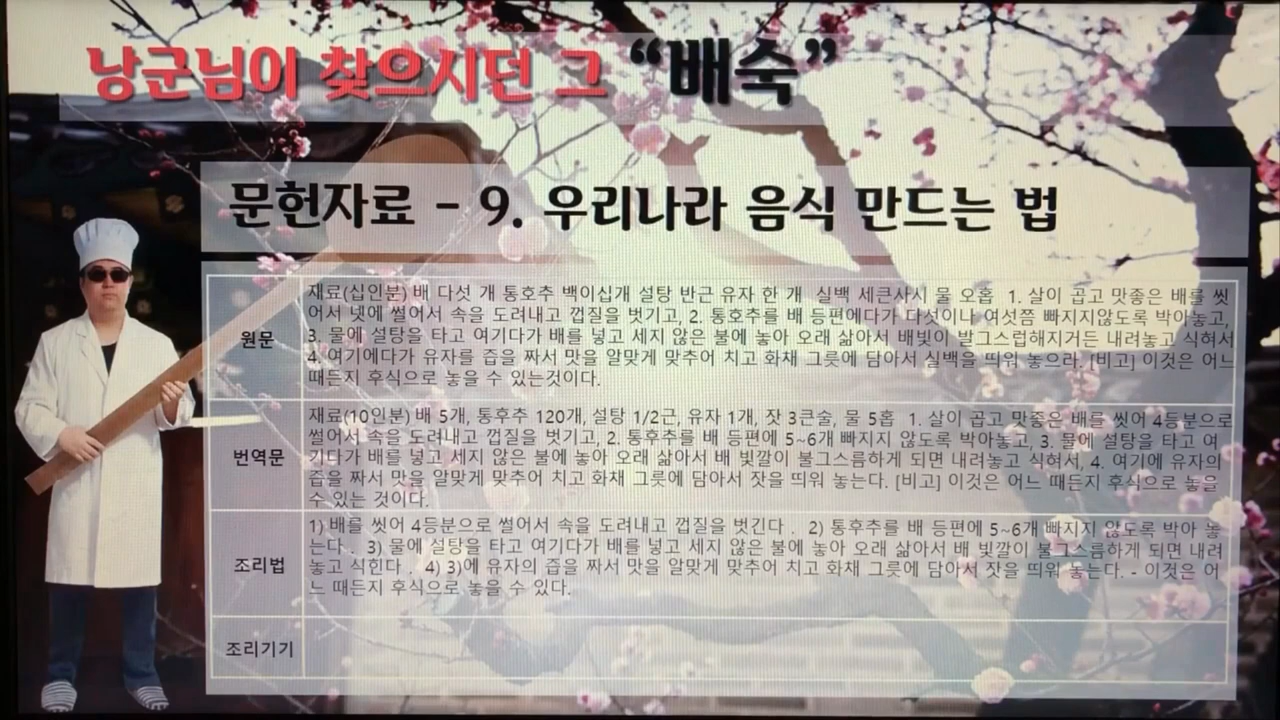 낭군님이 찾으시던 그 “배숙”
문헌자료 - 9. 우리나라 음식 만드는 법
원문
재료(십인분) 배 다섯 개 통호추 백이십개 설탕 반근 유자 한 개 실백 세큰사시 물 오홉 1. 살이 곱고 맛좋은 배를 씻
어서 넷에 썰어서 속을 도려내고 껍질을 벗기고, 2. 통호추를 배 등편에다가 다섯이나 여섯쯤 빠지지않도록 박아놓고,
3. 물에 설탕을 타고 여기다가 배를 넣고 세지 않은 불에 놓아 오래 삶아서 배빛이 발그스럽해지거든 내려놓고 식혀서
4. 여기에다가 유자를 즙을 짜서 맛을 알맞게 맞추어 치고 화채 그릇에 담아서 실백을 띄워 놓으라. [비고] 이것은 어느
때든지 후식으로 놓을 수 있는것이다.
번역문
재료(10인분) 배 5개, 통후추 120개, 설탕 1/2근, 유자 1개, 잣 3큰술, 물 5홉 1. 살이 곱고 맛좋은 배를 씻어 4등분으로
썰어서 속을 도려내고 껍질을 벗기고, 2. 통후추를 배 등편에 5~6개 빠지지 않도록 박아놓고, 3. 물에 설탕을 타고 여
기다가 배를 넣고 세지 않은 불에 놓아 오래 삶아서 배 빛깔이 불그스름하게 되면 내려놓고 식혀서, 4. 여기에 유자의
즙을 짜서 맛을 알맞게 맞추어 치고 화채 그릇에 담아서 잣을 띄워 놓는다. [비고] 이것은 어느 때든지 후식으로 놓을
수 있는 것이다.
조리법
1) 배를 씻어 4등분으로 썰어서 속을 도려내고 껍질을 벗긴다 . 2) 통후추를 배 등편에 5~6개 빠지지 않도록 박아 놓
는다 . 3) 물에 설탕을 타고 여기다가 배를 넣고 세지 않은 불에 놓아 오래 삶아서 배 빛깔이 불그스름하게 되면 내려
놓고 식힌다 . 4) 3)에 유자의 즙을 짜서 맛을 알맞게 맞추어 치고 화채 그릇에 담아서 잣을 띄워 놓는다. - 이것은 어
느 때든지 후식으로 놓을 수 있다.
조리기기